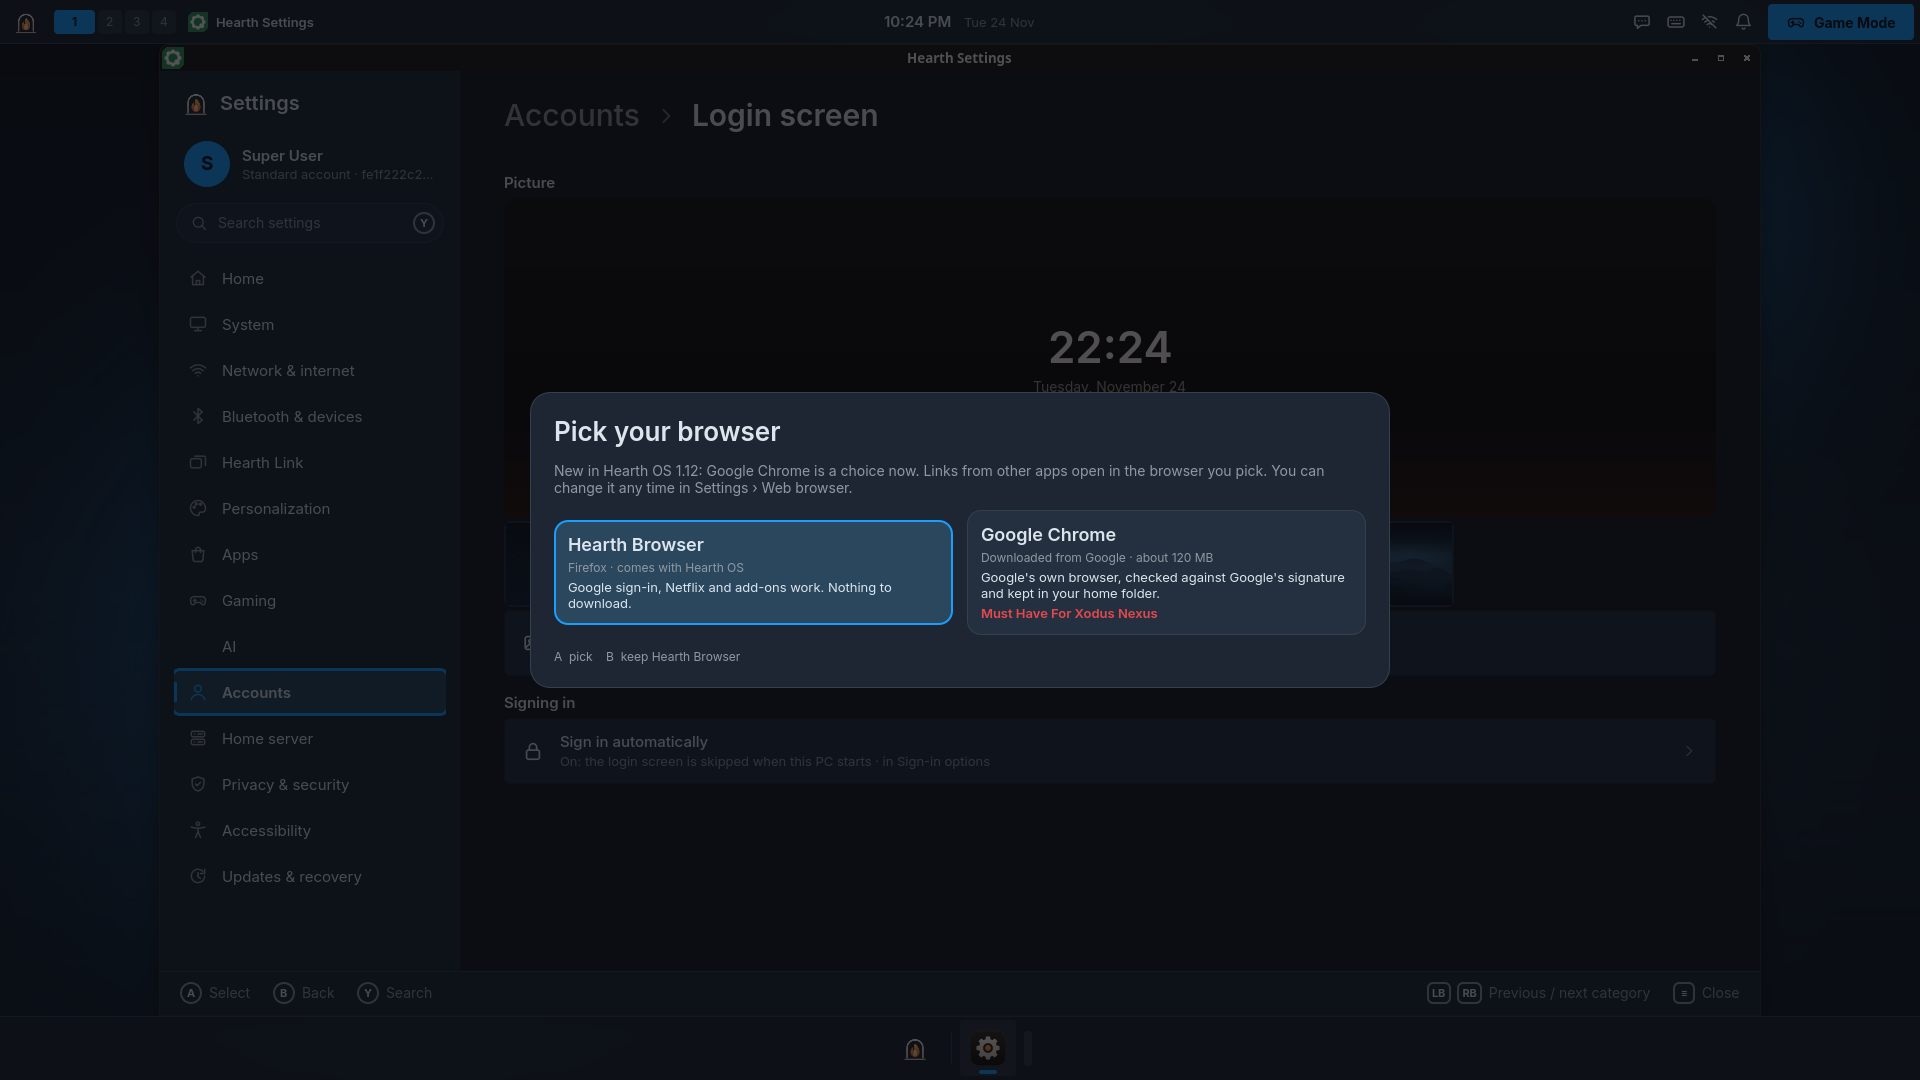 1 2 3 4 Hearth Settings
10:24 PM Tue 24 Nov
Game Mode
Hearth Settings
Settings
S
Super User
Standard account · fe1f222c2...
Search settings Y
Home
System
Network & internet
Bluetooth & devices
Hearth Link
Personalization
Apps
Gaming
AI
Accounts
Home server
Privacy & security
Accessibility
Updates & recovery
Accounts › Login screen
Picture
22:24
Tuesday, November 24
Pick your browser
New in Hearth OS 1.12: Google Chrome is a choice now. Links from other apps open in the browser you pick. You can
change it any time in Settings › Web browser.
Hearth Browser
Firefox · comes with Hearth OS
Google sign-in, Netflix and add-ons work. Nothing to
download.
Google Chrome
Downloaded from Google · about 120 MB
Google's own browser, checked against Google's signature
and kept in your home folder.
Must Have For Xodus Nexus
A pick B keep Hearth Browser
Signing in
Sign in automatically
On: the login screen is skipped when this PC starts · in Sign-in options
A Select B Back Y Search
LB RB Previous / next category ≡ Close